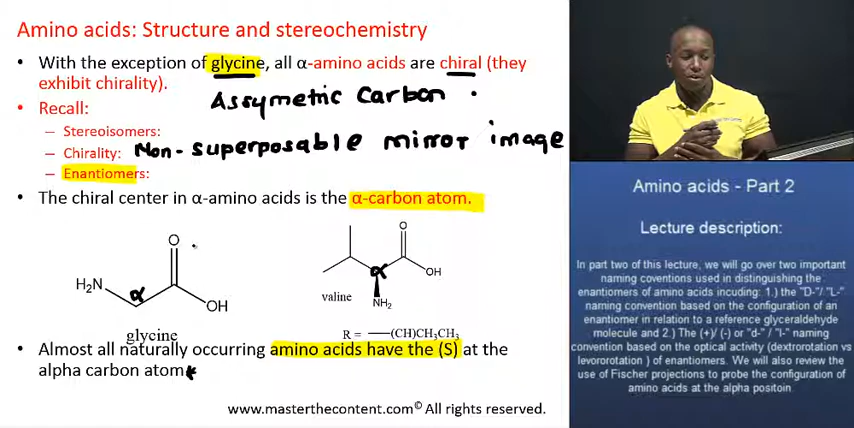 Amino acids: Structure and stereochemistry
• With the exception of glycine, all α-amino acids are chiral (they
exhibit chirality).
Assymetric Carbon
• Recall:
– Stereoisomers:
– Chirality: Non-superposable mirror image
– Enantiomers:
• The chiral center in α-amino acids is the α-carbon atom.
O
H₂N
α
OH
glycine
O
α
OH
NH₂
valine
R = —(CH)CH₃CH₃
• Almost all naturally occurring amino acids have the (S) at the
alpha carbon atom*
www.masterthecontent.com© All rights reserved.
Amino acids - Part 2
Lecture description:
In part two of this lecture, we will go over two important
naming coventions used in distinguishing the
enantiomers of amino acids incuding: 1.) the "D-"/ "L-"
naming convention based on the configuration of an
enantiomer in relation to a reference glyceraldehyde
molecule and 2.) The (+)/ (-) or "d-" / "l-" naming
convention based on the optical activity (dextrorotation vs
levororotation ) of enantiomers. We will also review the
use of Fischer projections to probe the configuration of
amino acids at the alpha positoin.